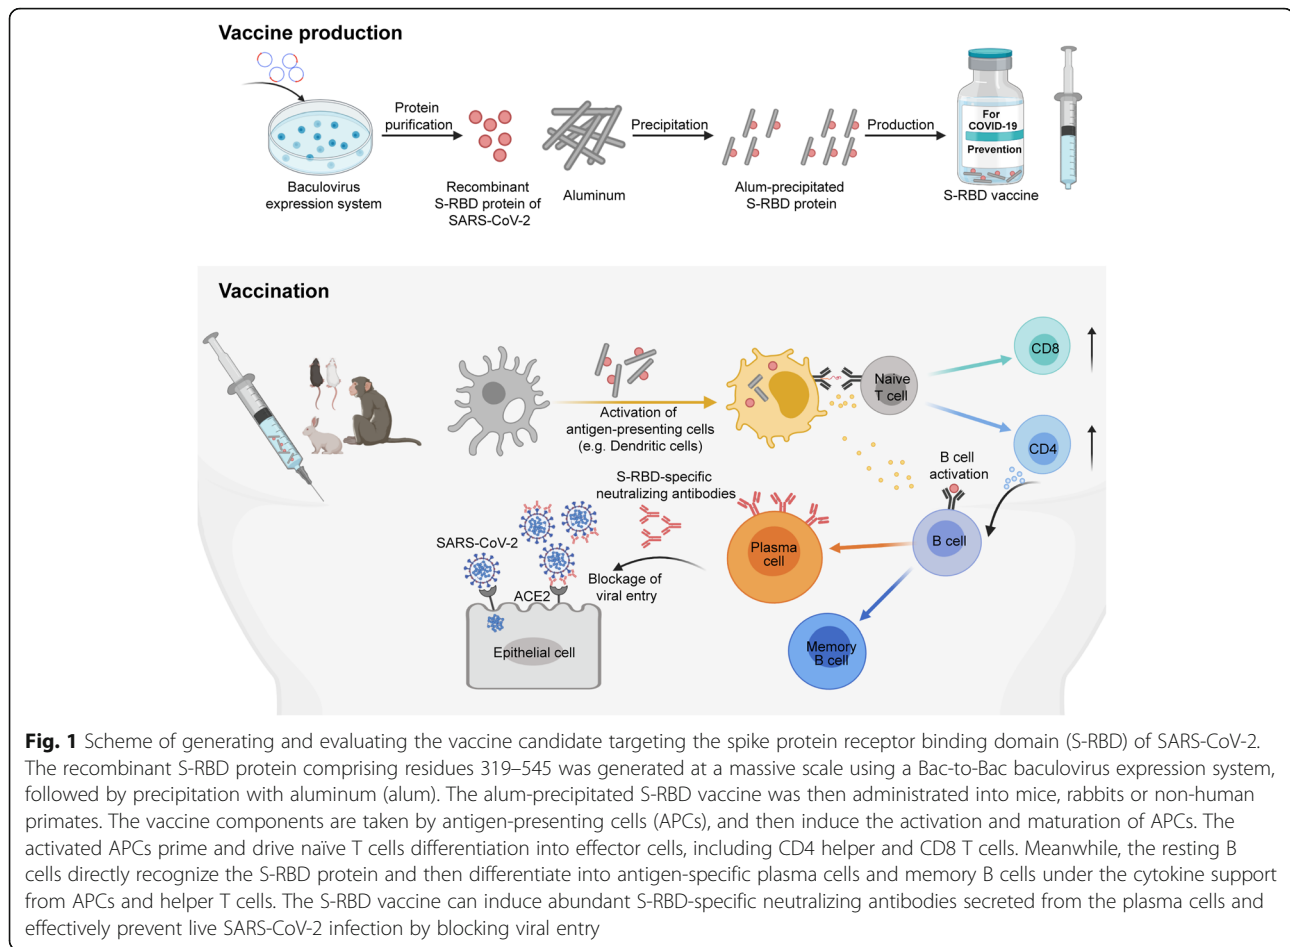 Vaccine production
Protein
purification
Precipitation
Production
For
COVID-19
Prevention
Baculovirus
expression system
Recombinant
S-RBD protein of
SARS-CoV-2
Aluminum
Alum-precipitated
S-RBD protein
S-RBD vaccine
Vaccination
Activation of
antigen-presenting cells
(e.g. Dendritic cells)
Naïve
T cell
CD8
CD4
B cell
activation
B cell
S-RBD-specific
neutralizing antibodies
Plasma
cell
Memory
B cell
SARS-CoV-2
ACE2
Blockage of
viral entry
Epithelial cell
Fig. 1 Scheme of generating and evaluating the vaccine candidate targeting the spike protein receptor binding domain (S-RBD) of SARS-CoV-2.
The recombinant S-RBD protein comprising residues 319–545 was generated at a massive scale using a Bac-to-Bac baculovirus expression system,
followed by precipitation with aluminum (alum). The alum-precipitated S-RBD vaccine was then administrated into mice, rabbits or non-human
primates. The vaccine components are taken by antigen-presenting cells (APCs), and then induce the activation and maturation of APCs. The
activated APCs prime and drive naïve T cells differentiation into effector cells, including CD4 helper and CD8 T cells. Meanwhile, the resting B
cells directly recognize the S-RBD protein and then differentiate into antigen-specific plasma cells and memory B cells under the cytokine support
from APCs and helper T cells. The S-RBD vaccine can induce abundant S-RBD-specific neutralizing antibodies secreted from the plasma cells and
effectively prevent live SARS-CoV-2 infection by blocking viral entry